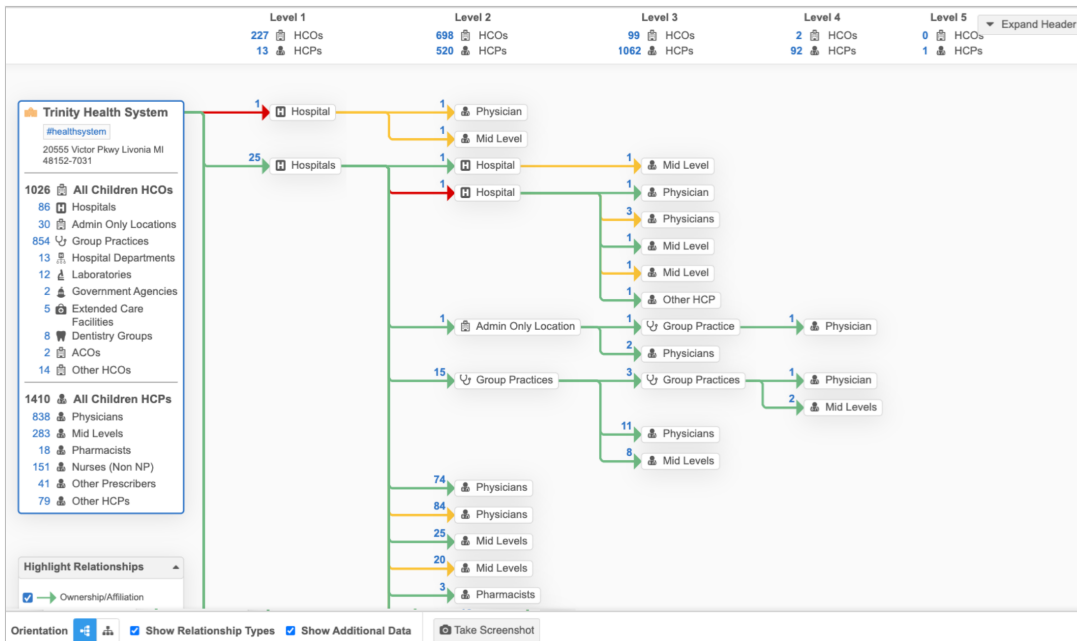 Level 1
227 HCOs
13 HCPs
Level 2
698 HCOs
520 HCPs
Level 3
99 HCOs
1062 HCPs
Level 4
2 HCOs
92 HCPs
Level 5
0 HCOs
1 HCPs
Expand Header
Trinity Health System
#healthsystem
20555 Victor Pkwy Livonia MI
48152-7031
1026 All Children HCOs
86 Hospitals
30 Admin Only Locations
854 Group Practices
13 Hospital Departments
12 Laboratories
2 Government Agencies
5 Extended Care
Facilities
8 Dentistry Groups
2 ACOs
14 Other HCOs
1410 All Children HCPs
838 Physicians
283 Mid Levels
18 Pharmacists
151 Nurses (Non NP)
41 Other Prescribers
79 Other HCPs
1 H Hospital
1 Physician
1 Mid Level
25 H Hospitals
1 H Hospital
1 Mid Level
1 H Hospital
1 Physician
3 Physicians
1 Mid Level
1 Mid Level
1 Other HCP
1 Admin Only Location
1 Group Practice
1 Physician
2 Physicians
15 Group Practices
3 Group Practices
1 Physician
2 Mid Levels
11 Physicians
8 Mid Levels
74 Physicians
84 Physicians
25 Mid Levels
20 Mid Levels
3 Pharmacists
Highlight Relationships
Ownership/Affiliation
Orientation
Show Relationship Types
Show Additional Data
Take Screenshot